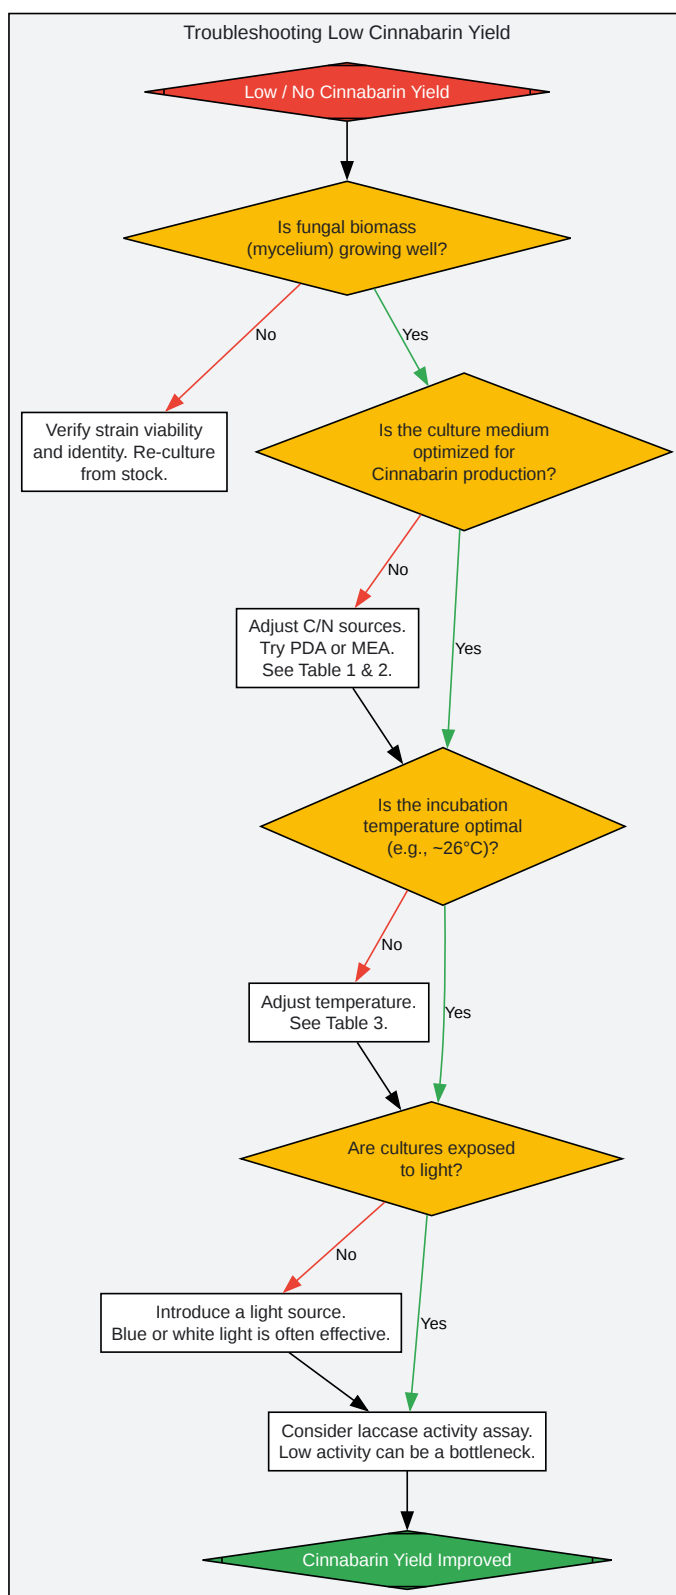 Troubleshooting Low Cinnabarin Yield
Low / No Cinnabarin Yield
Is fungal biomass
(mycelium) growing well?
No
Yes
Verify strain viability
and identity. Re-culture
from stock.
Is the culture medium
optimized for
Cinnabarin production?
No
Yes
Adjust C/N sources.
Try PDA or MEA.
See Table 1 & 2.
Is the incubation
temperature optimal
(e.g., ~26°C)?
No
Yes
Adjust temperature.
See Table 3.
Are cultures exposed
to light?
No
Yes
Introduce a light source.
Blue or white light is often effective.
Consider laccase activity assay.
Low activity can be a bottleneck.
Cinnabarin Yield Improved